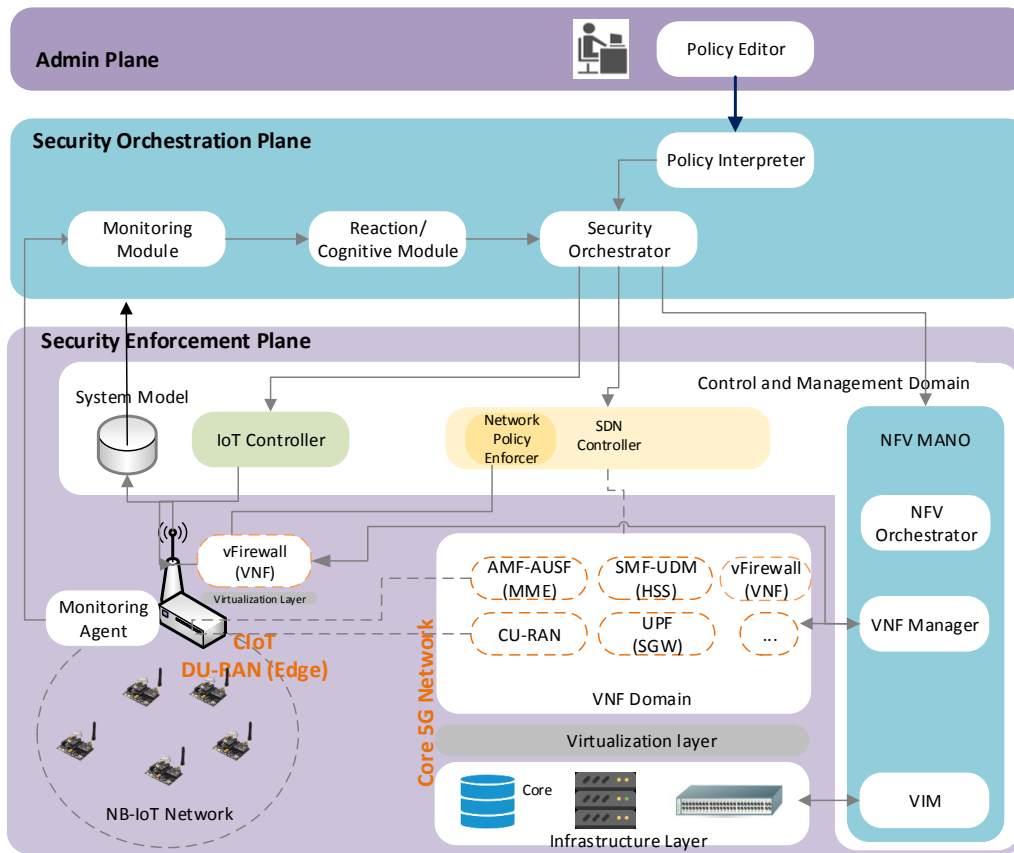 Admin Plane
Policy Editor
Security Orchestration Plane
Policy Interpreter
Monitoring
Module
Reaction/
Cognitive Module
Security
Orchestrator
Security Enforcement Plane
Control and Management Domain
System Model
IoT Controller
Network
Policy
Enforcer
SDN
Controller
NFV MANO
NFV
Orchestrator
vFirewall
(VNF)
Virtualization Layer
AMF-AUSF
(MME)
SMF-UDM
(HSS)
vFirewall
(VNF)
Monitoring
Agent
CU-RAN
UPF
(SGW)
...
VNF Manager
CIoT
DU-RAN (Edge)
VNF Domain
Core 5G Network
Virtualization layer
NB-IoT Network
Core
Infrastructure Layer
VIM